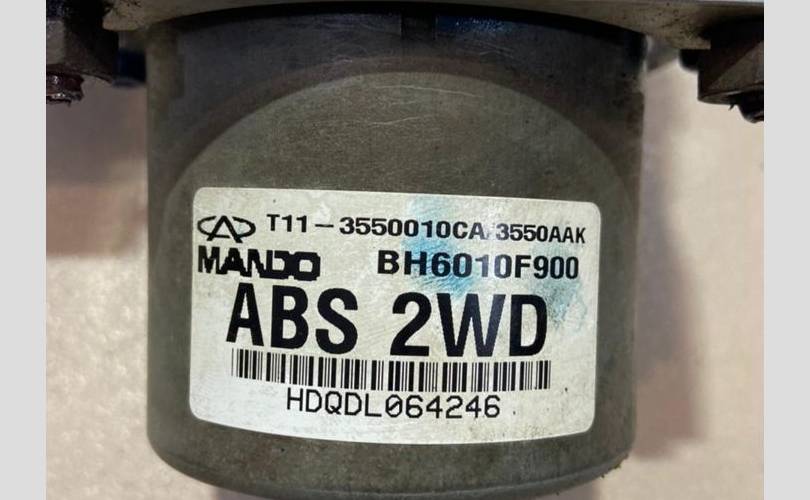 T11-3550010CA/3550AAK
MANDO BH6010F900
ABS 2WD
HDQDL064246